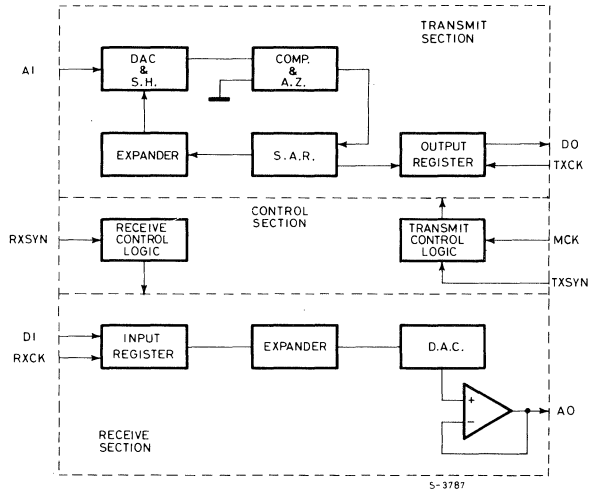 TRANSMIT
SECTION
AI
DAC
&
S.H.
COMP.
&
A.Z.
EXPANDER
S.A.R.
OUTPUT
REGISTER
DO
TXCK
CONTROL
SECTION
RXSYN
RECEIVE
CONTROL
LOGIC
TRANSMIT
CONTROL
LOGIC
MCK
TXSYN
DI
RXCK
INPUT
REGISTER
EXPANDER
D.A.C.
+
−
AO
RECEIVE
SECTION
S-3787